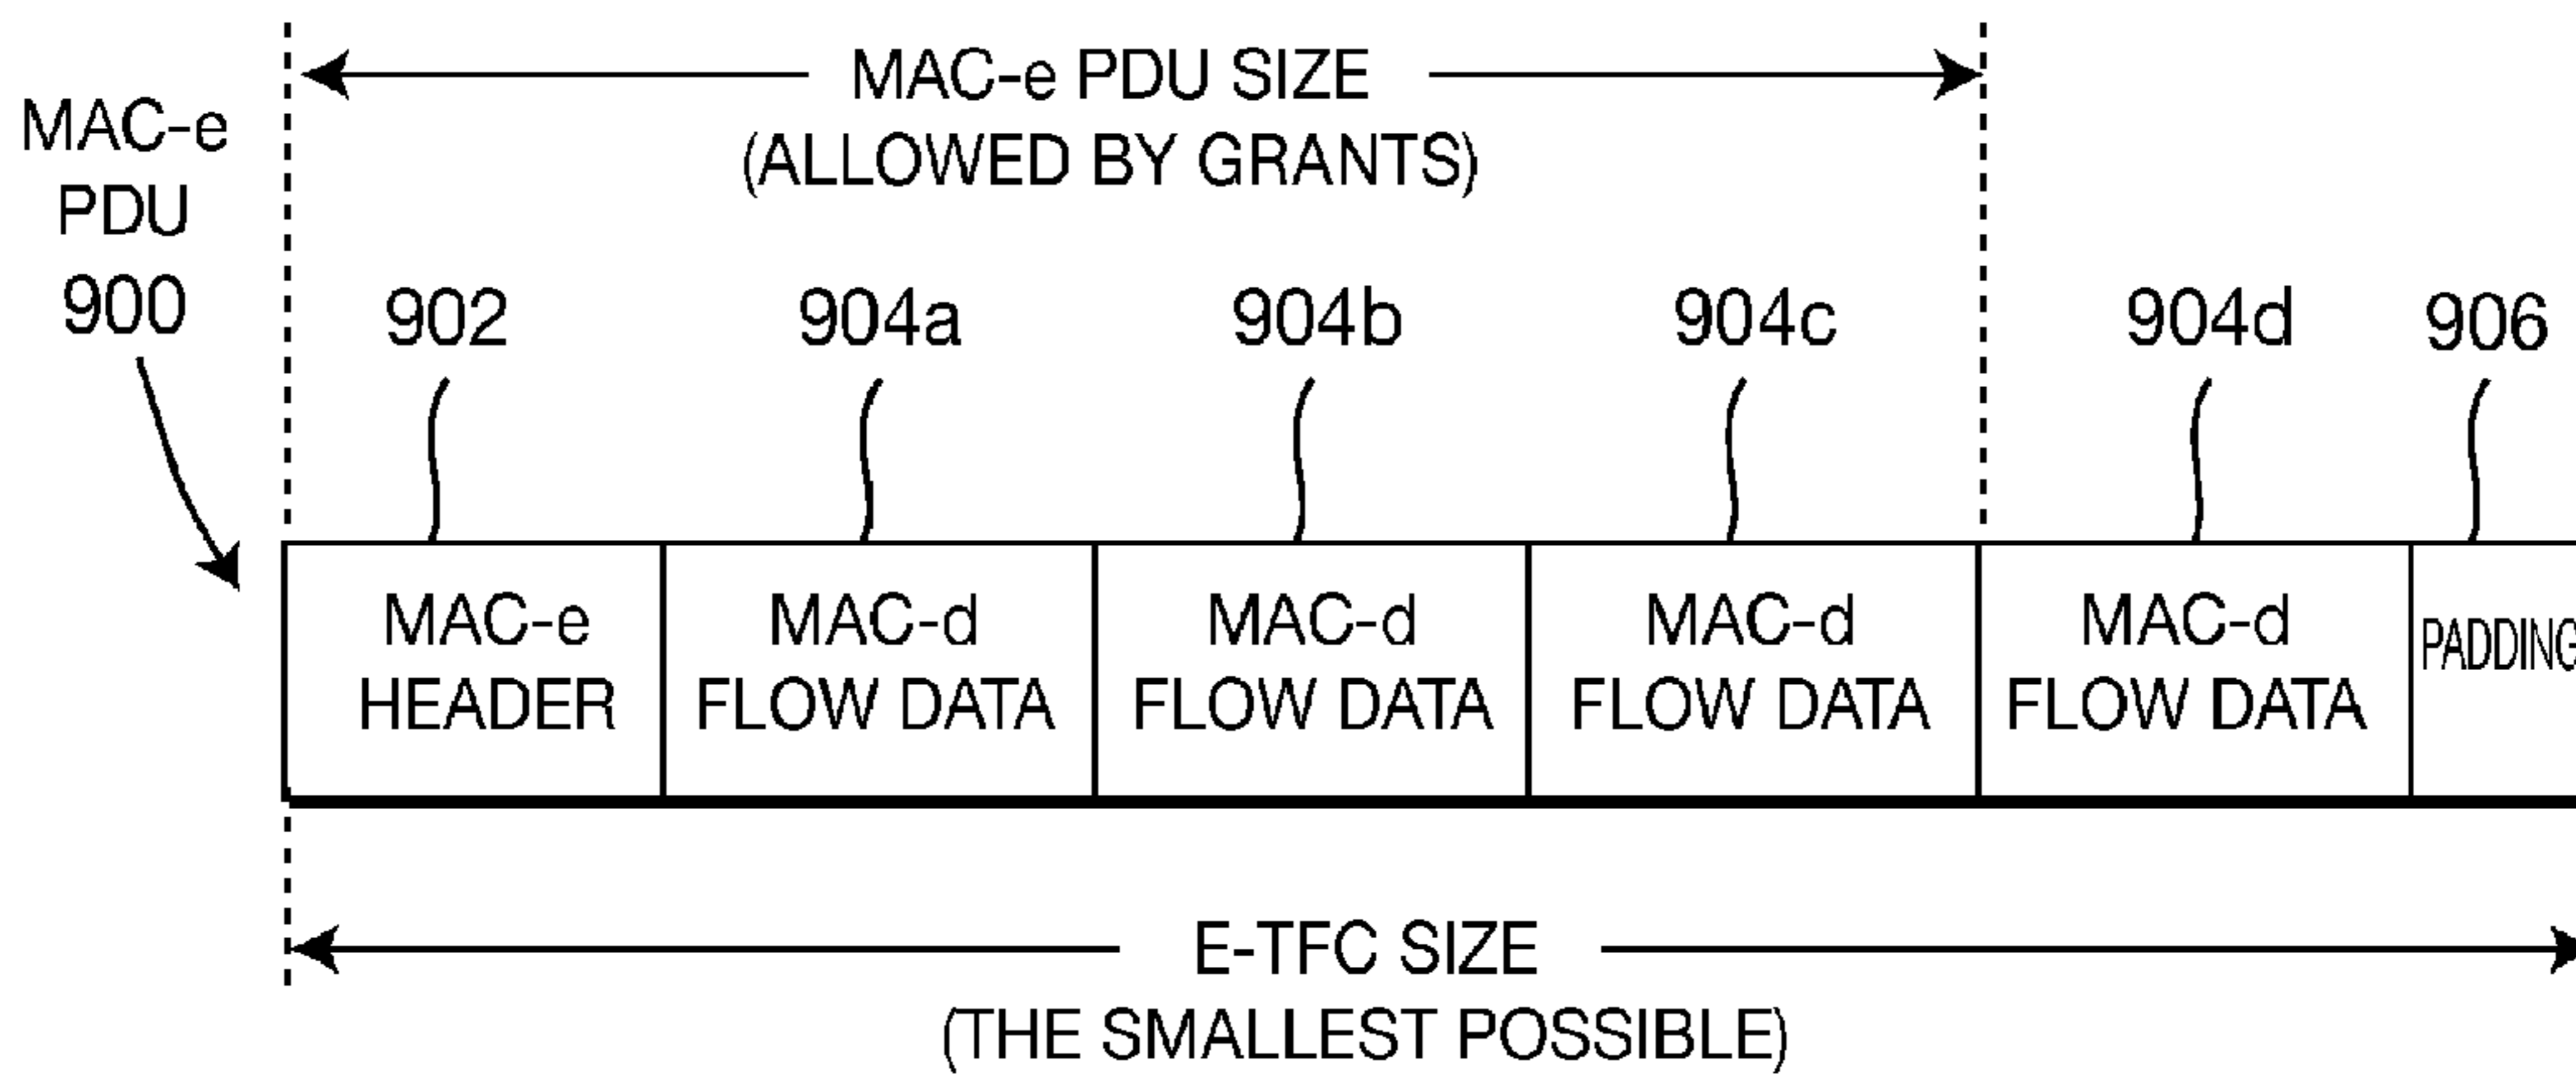 MAC-e PDU SIZE
(ALLOWED BY GRANTS)
MAC-e
PDU
900
902
904a
904b
904c
904d
906
MAC-e
HEADER
MAC-d
FLOW DATA
MAC-d
FLOW DATA
MAC-d
FLOW DATA
MAC-d
FLOW DATA
PADDING
E-TFC SIZE
(THE SMALLEST POSSIBLE)